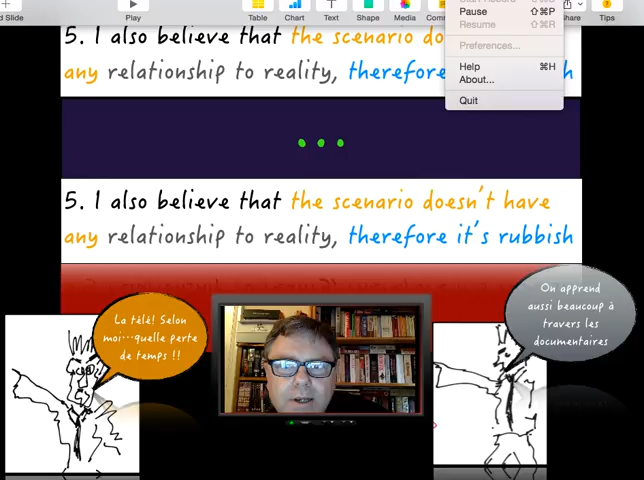 d Slide
Play
Table
Chart
Text
Shape
Media
Share
Tips
Pause ⇧⌘P
Resume ⇧⌘R
Preferences...
Help ⌘H
About...
Quit
5. I also believe that the scenario do
any relationship to reality, therefore h
5. I also believe that the scenario doesn't have
any relationship to reality, therefore it's rubbish
La télé! Selon
moi...quelle perte
de temps !!
On apprend
aussi beaucoup à
travers les
documentaires